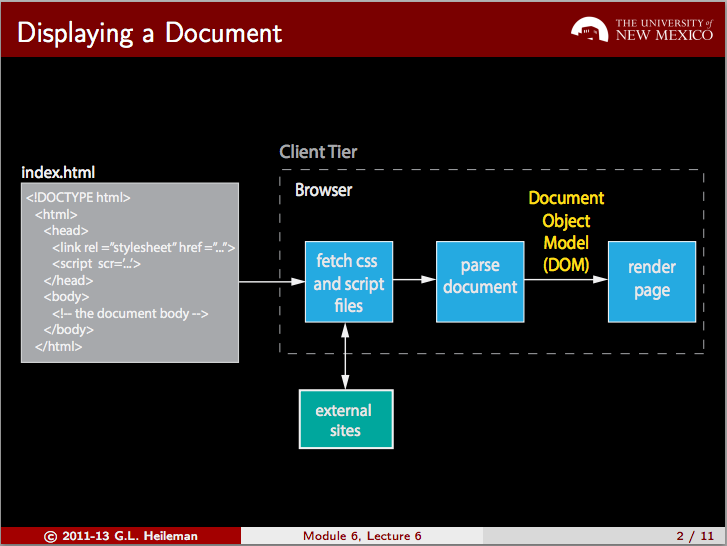 Displaying a Document
THE UNIVERSITY of
NEW MEXICO
Client Tier
index.html
<!DOCTYPE html>
<html>
<head>
<link rel ="stylesheet" href ="...">
<script scr='...'>
</head>
<body>
<!-- the document body -->
</body>
</html>
Browser
fetch css
and script
files
parse
document
Document
Object
Model
(DOM)
render
page
external
sites
© 2011-13 G.L. Heileman
Module 6, Lecture 6
2 / 11